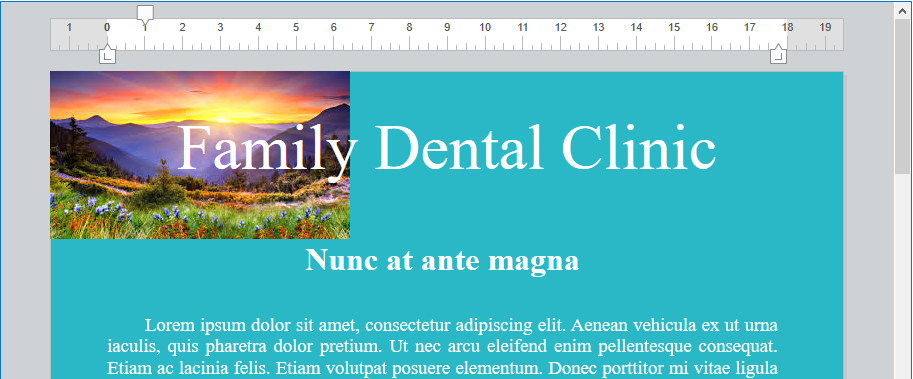 1 0 1 2 3 4 5 6 7 8 9 10 11 12 13 14 15 16 17 18 19
Family Dental Clinic
Nunc at ante magna
Lorem ipsum dolor sit amet, consectetur adipiscing elit. Aenean vehicula ex ut urna
iaculis, quis pharetra dolor pretium. Ut nec arcu eleifend enim pellentesque consequat.
Etiam ac lacinia felis. Etiam volutpat posuere elementum. Donec porttitor mi vitae ligula